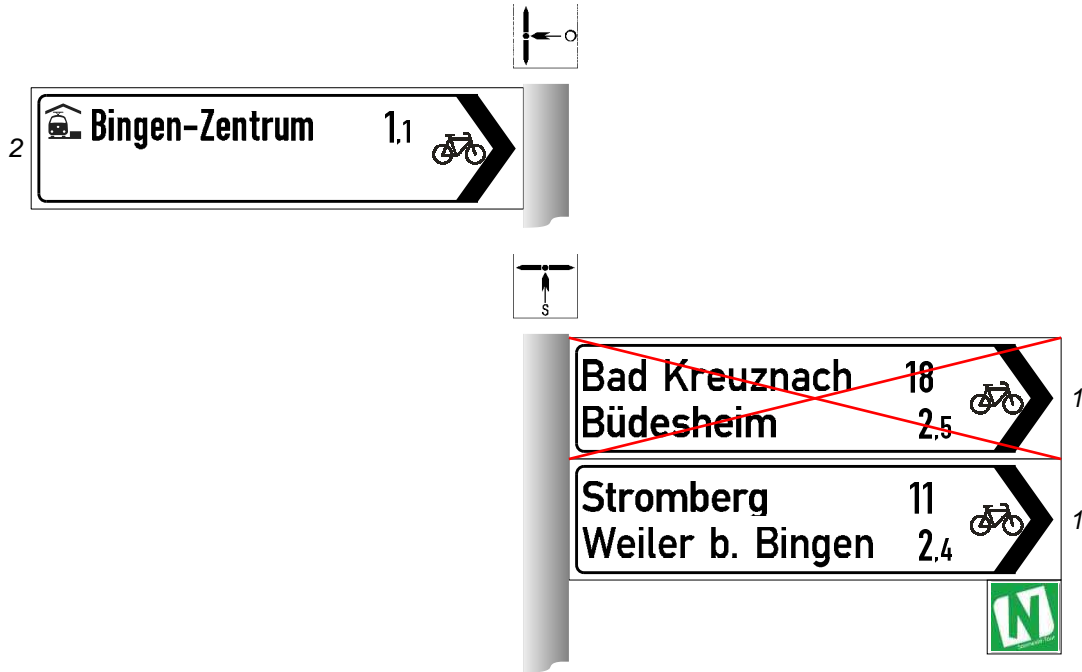 O
2
Bingen-Zentrum 1,1
S
Bad Kreuznach 18
Büdesheim 2,5
1
Stromberg 11
Weiler b. Bingen 2,4
1
N